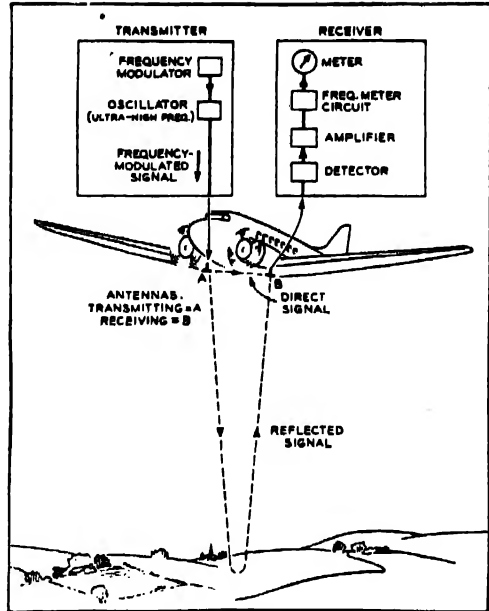 TRANSMITTER
FREQUENCY
MODULATOR
OSCILLATOR
(ULTRA-HIGH FREQ.)
FREQUENCY-
MODULATED
SIGNAL
RECEIVER
METER
FREQ. METER
CIRCUIT
AMPLIFIER
DETECTOR
A
B
ANTENNAS.
TRANSMITTING=A
RECEIVING=B
DIRECT
SIGNAL
REFLECTED
SIGNAL